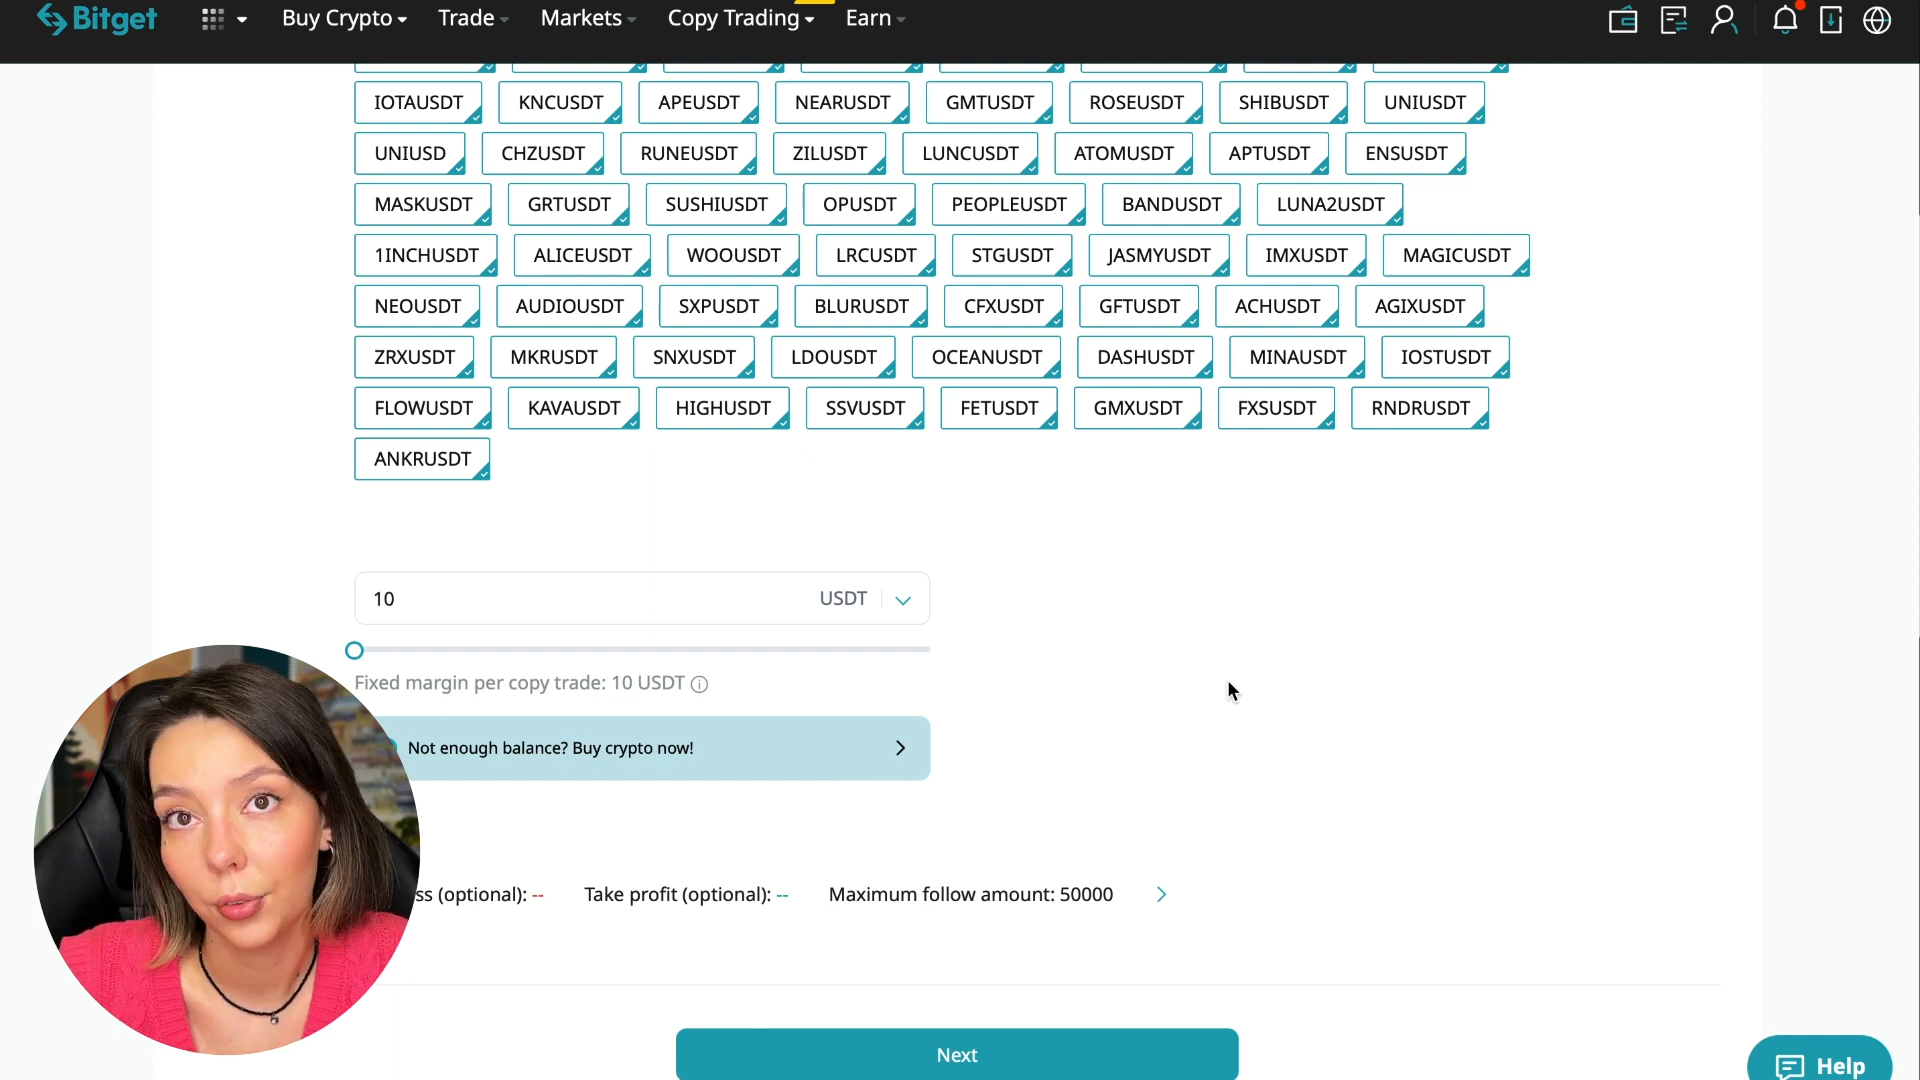 Bitget Buy Crypto Trade Markets Copy Trading Earn
IOTAUSDT KNCUSDT APEUSDT NEARUSDT GMTUSDT ROSEUSDT SHIBUSDT UNIUSDT
UNIUSD CHZUSDT RUNEUSDT ZILUSDT LUNCUSDT ATOMUSDT APTUSDT ENSUSDT
MASKUSDT GRTUSDT SUSHIUSDT OPUSDT PEOPLEUSDT BANDUSDT LUNA2USDT
1INCHUSDT ALICEUSDT WOOUSDT LRCUSDT STGUSDT JASMYUSDT IMXUSDT MAGICUSDT
NEOUSDT AUDIOUSDT SXPUSDT BLURUSDT CFXUSDT GFTUSDT ACHUSDT AGIXUSDT
ZRXUSDT MKRUSDT SNXUSDT LDOUSDT OCEANUSDT DASHUSDT MINAUSDT IOSTUSDT
FLOWUSDT KAVAUSDT HIGHUSDT SSVUSDT FETUSDT GMXUSDT FXSUSDT RNDRUSDT
ANKRUSDT
10 USDT
Fixed margin per copy trade: 10 USDT
Not enough balance? Buy crypto now!
ss (optional): -- Take profit (optional): -- Maximum follow amount: 50000
Next
Help